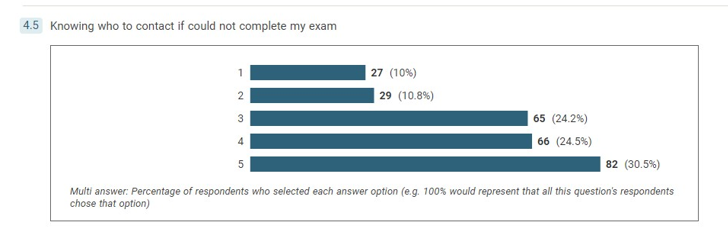 4.5 Knowing who to contact if could not complete my exam
1 27 (10%)
2 29 (10.8%)
3 65 (24.2%)
4 66 (24.5%)
5 82 (30.5%)
Multi answer: Percentage of respondents who selected each answer option (e.g. 100% would represent that all this question's respondents
chose that option)